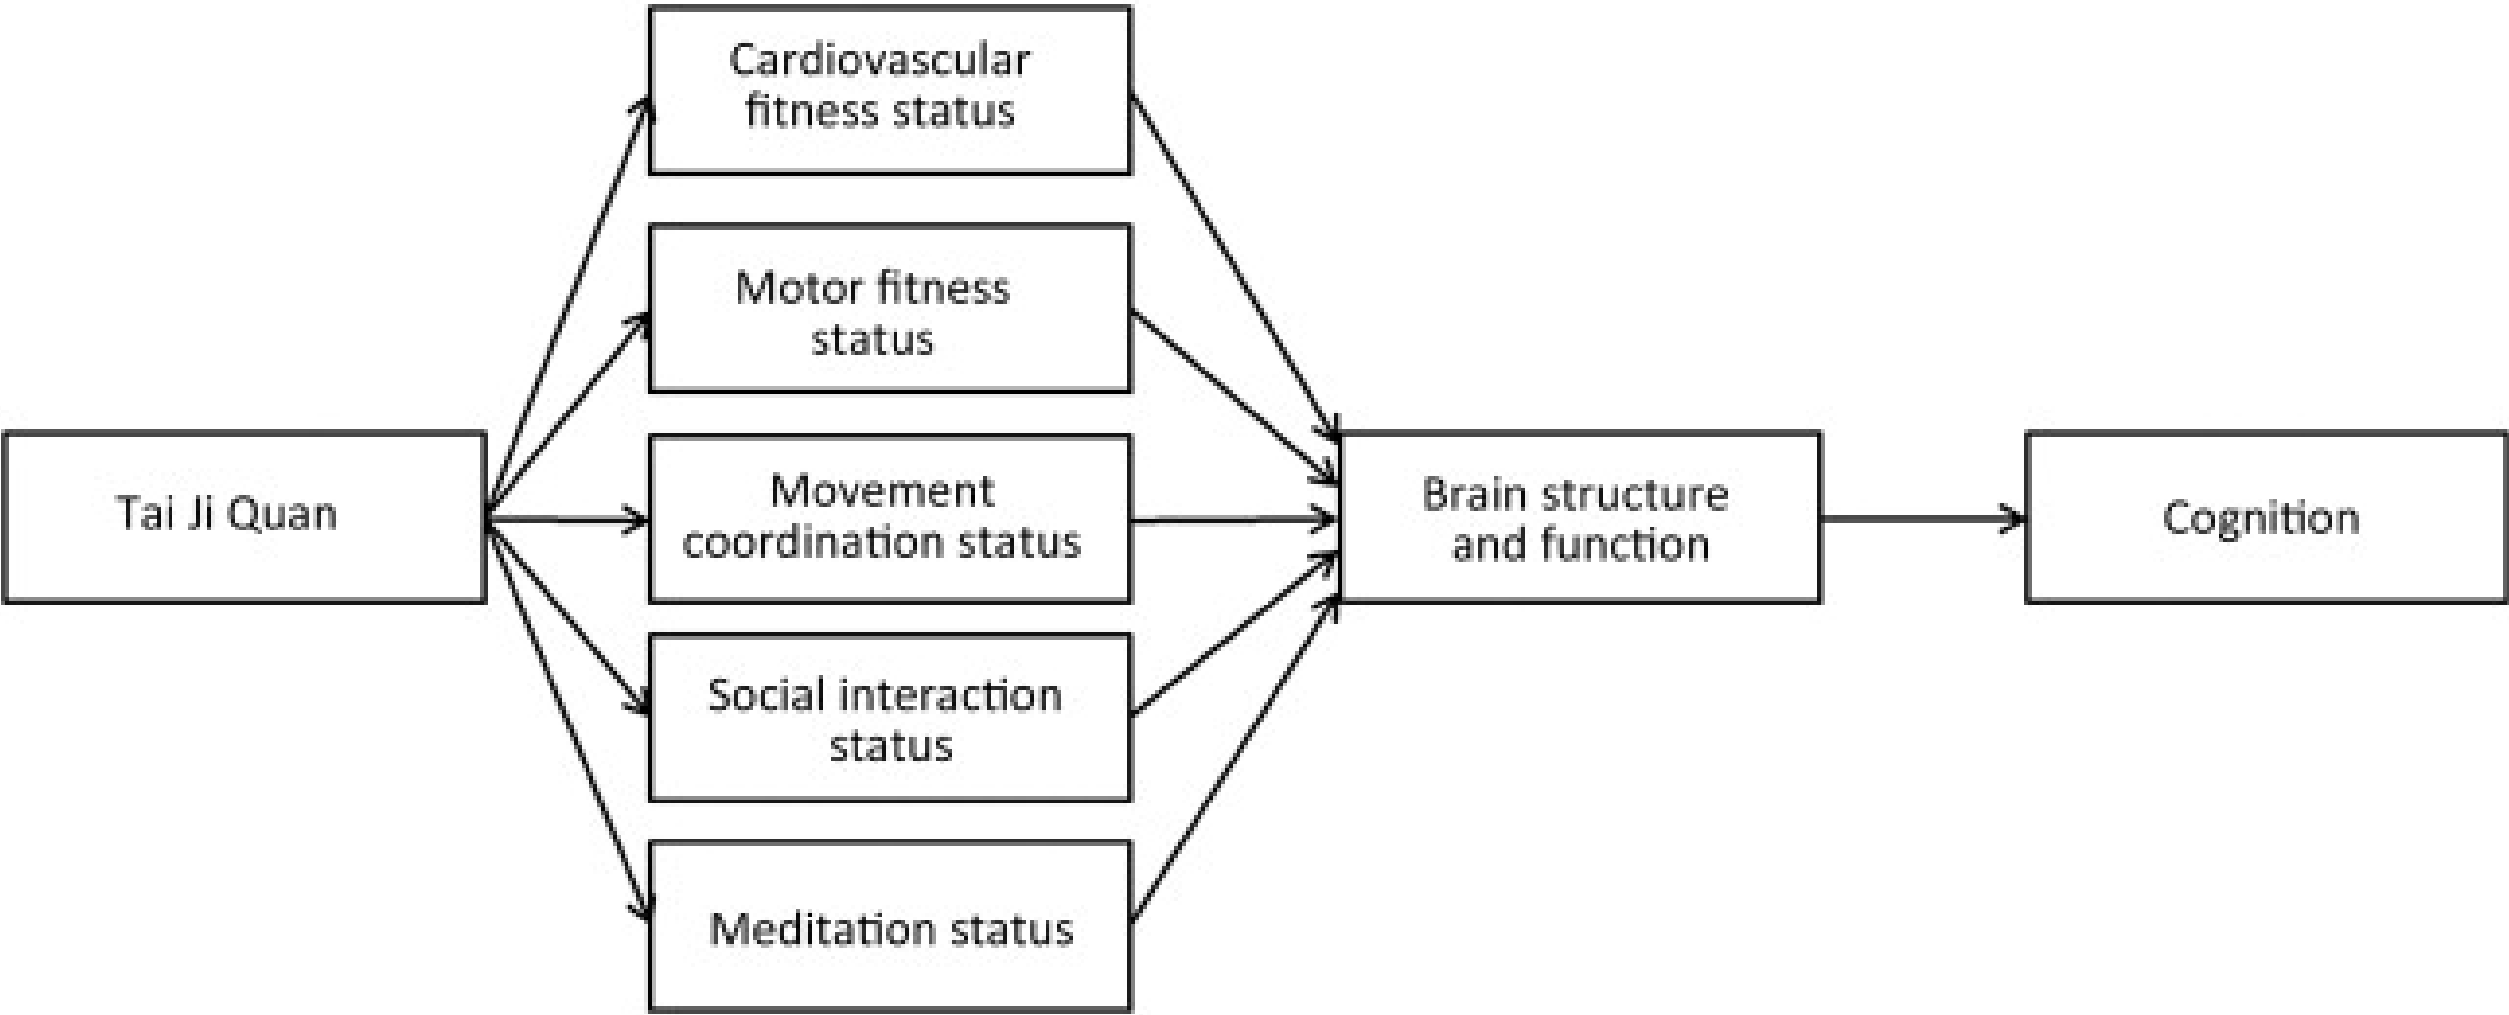 Cardiovascular
fitness status
Motor fitness
status
Tai Ji Quan
Movement
coordination status
Brain structure
and function
Cognition
Social interaction
status
Meditation status